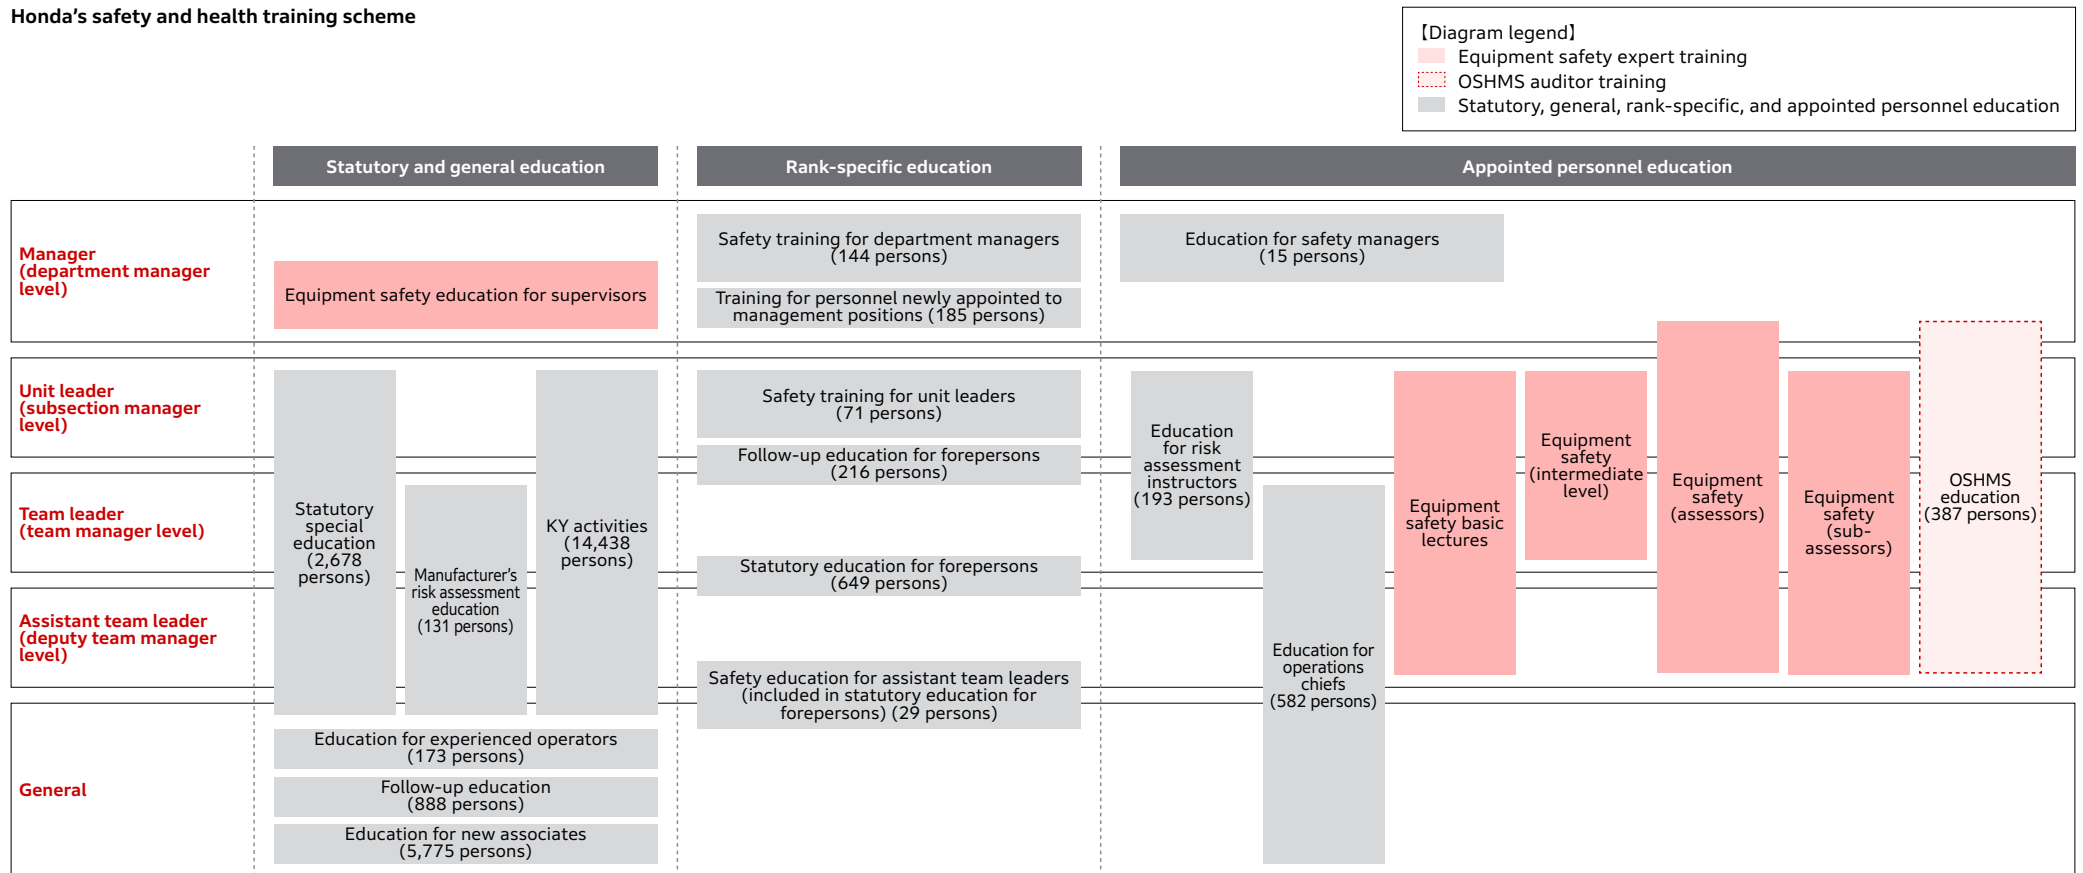 Honda’s safety and health training scheme
【Diagram legend】
Equipment safety expert training
OSHMS auditor training
Statutory, general, rank-specific, and appointed personnel education
Statutory and general education
Rank-specific education
Appointed personnel education
Manager
(department manager
level)
Equipment safety education for supervisors
Safety training for department managers
(144 persons)
Training for personnel newly appointed to
management positions (185 persons)
Education for safety managers
(15 persons)
Unit leader
(subsection manager
level)
Team leader
(team manager level)
Assistant team leader
(deputy team manager
level)
General
Statutory
special
education
(2,678
persons)
Manufacturer’s
risk assessment
education
(131 persons)
KY activities
(14,438
persons)
Education for experienced operators
(173 persons)
Follow-up education
(888 persons)
Education for new associates
(5,775 persons)
Safety training for unit leaders
(71 persons)
Follow-up education for forepersons
(216 persons)
Statutory education for forepersons
(649 persons)
Safety education for assistant team leaders
(included in statutory education for
forepersons) (29 persons)
Education
for risk
assessment
instructors
(193 persons)
Education for
operations
chiefs
(582 persons)
Equipment
safety basic
lectures
Equipment
safety
(intermediate
level)
Equipment
safety
(assessors)
Equipment
safety
(sub-
assessors)
OSHMS
education
(387 persons)